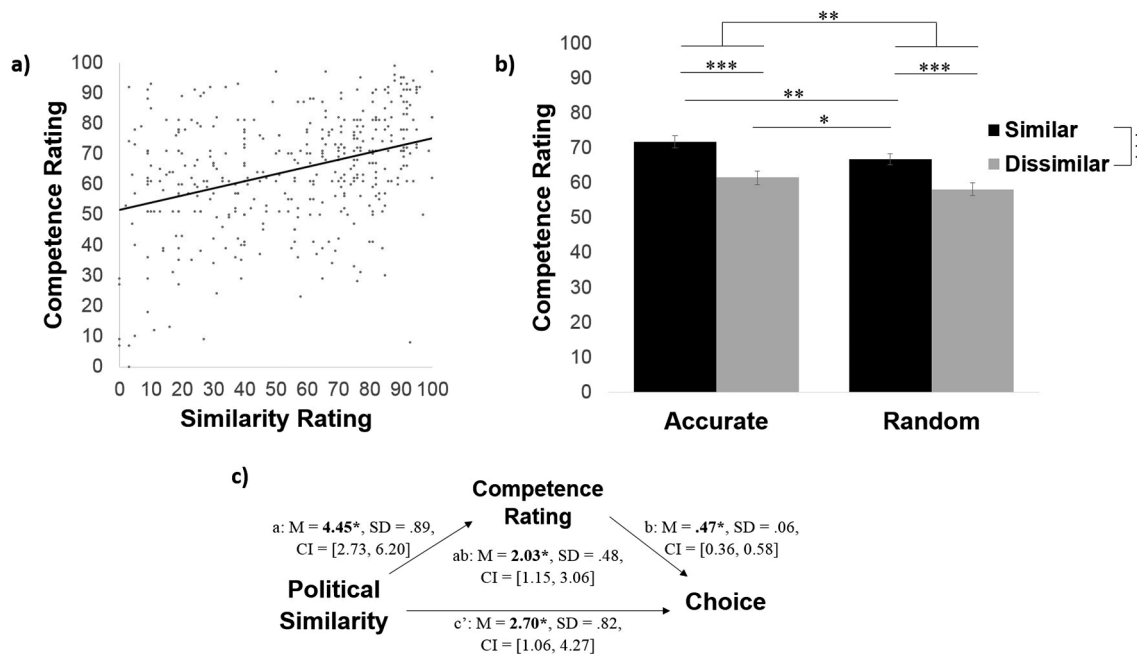 a)
Competence Rating
100
90
80
70
60
50
40
30
20
10
0
0 10 20 30 40 50 60 70 80 90 100
Similarity Rating
b)
Competence Rating
100
90
80
70
60
50
40
30
20
10
0
**
*** ***
**
*
Similar
Dissimilar
Accurate Random
c)
Competence
Rating
a: M = 4.45*, SD = .89,
CI = [2.73, 6.20]
b: M = .47*, SD = .06,
CI = [0.36, 0.58]
ab: M = 2.03*, SD = .48,
CI = [1.15, 3.06]
Political
Similarity
Choice
c’: M = 2.70*, SD = .82,
CI = [1.06, 4.27]